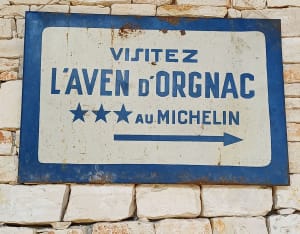 VISITEZ
L'AVEN D'ORGNAC
★★★ AU MICHELIN